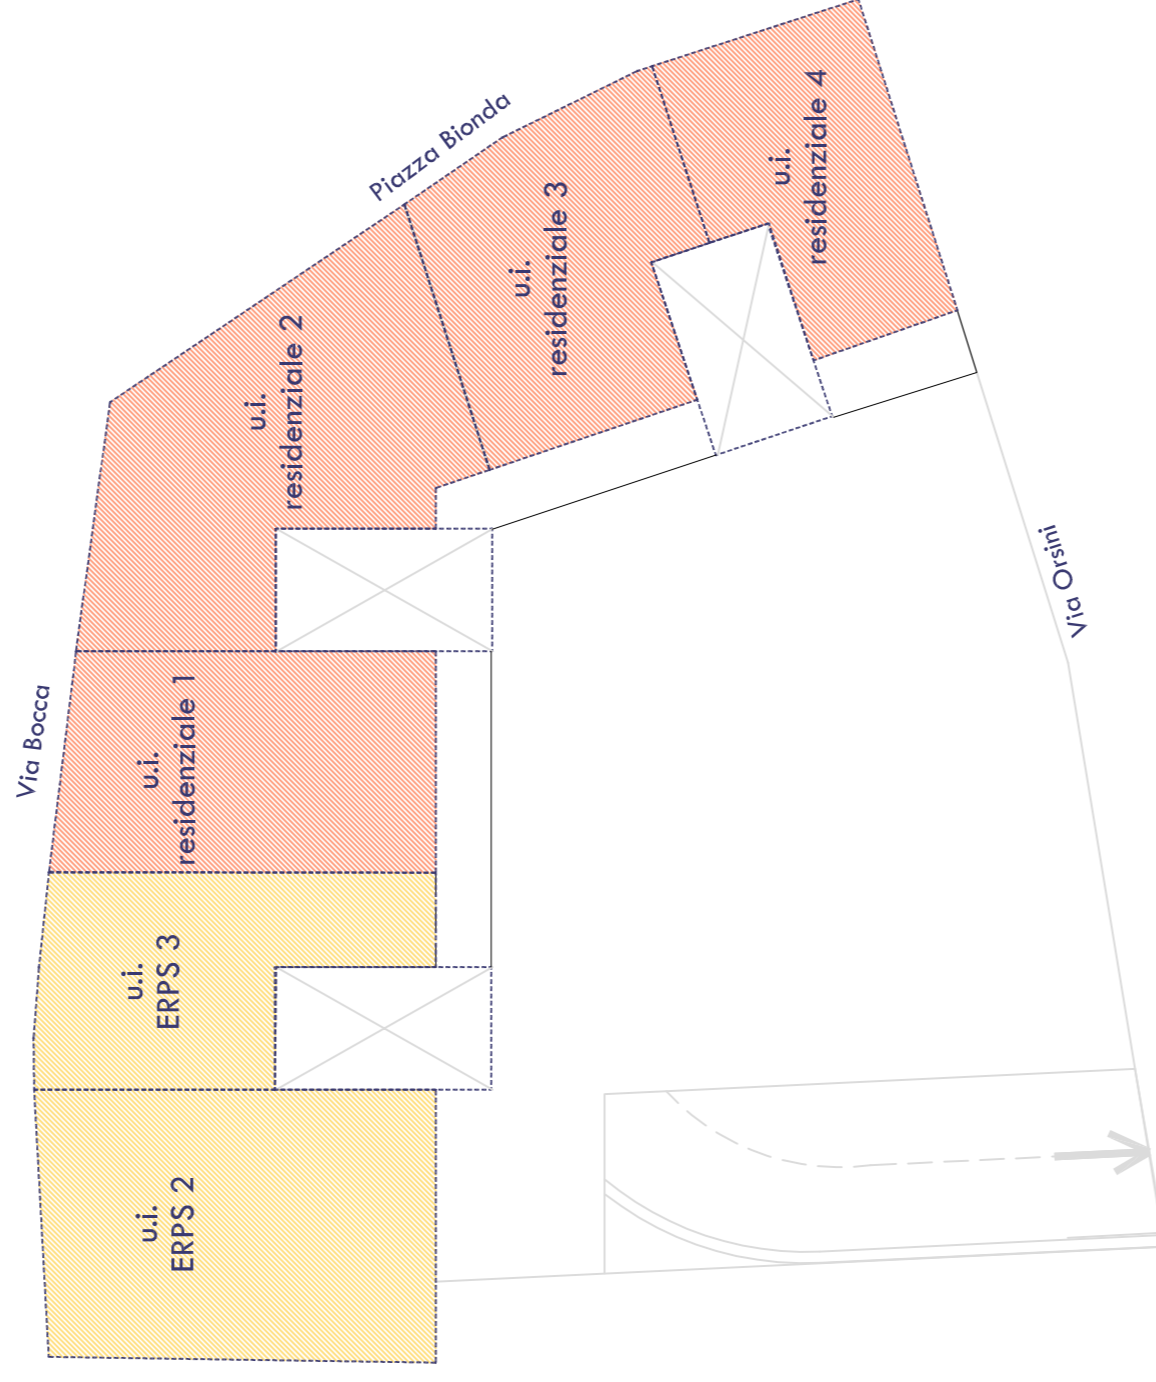 Piazza Bionda
u.i.
residenziale 4
u.i.
residenziale 3
u.i.
residenziale 2
Via Orsini
Via Bocca
u.i.
residenziale 1
u.i.
ERPS 3
u.i.
ERPS 2